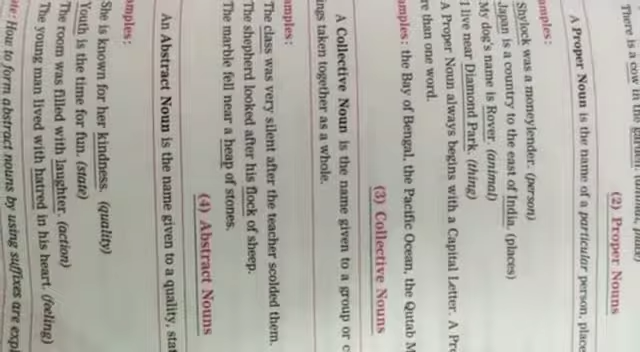 There is a cow in the garden.
(2) Proper Nouns
A Proper Noun is the name of a particular person, place
amples:
Shylock was a moneylender. (person)
Japan is a country to the east of India. (places)
My dog's name is Rover. (animal)
I live near Diamond Park. (thing)
A Proper Noun always begins with a Capital Letter. A Pr
re than one word.
amples: the Bay of Bengal, the Pacific Ocean, the Qutab M
(3) Collective Nouns
A Collective Noun is the name given to a group or c
ngs taken together as a whole.
amples:
The class was very silent after the teacher scolded them.
The shepherd looked after his flock of sheep.
The marble fell near a heap of stones.
(4) Abstract Nouns
An Abstract Noun is the name given to a quality, stat
amples:
She is known for her kindness. (quality)
Youth is the time for fun. (state)
The room was filled with laughter. (action)
The young man lived with hatred in his heart. (feeling)
te: How to form abstract nouns by using suffixes are expl